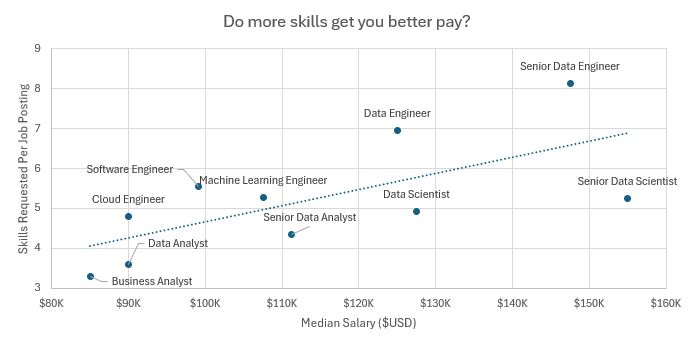 Do more skills get you better pay?
Skills Requested Per Job Posting
9
8
7
6
5
4
3
Senior Data Engineer
Data Engineer
Software Engineer
Machine Learning Engineer
Senior Data Scientist
Cloud Engineer
Data Scientist
Senior Data Analyst
Data Analyst
Business Analyst
$80K $90K $100K $110K $120K $130K $140K $150K $160K
Median Salary ($USD)